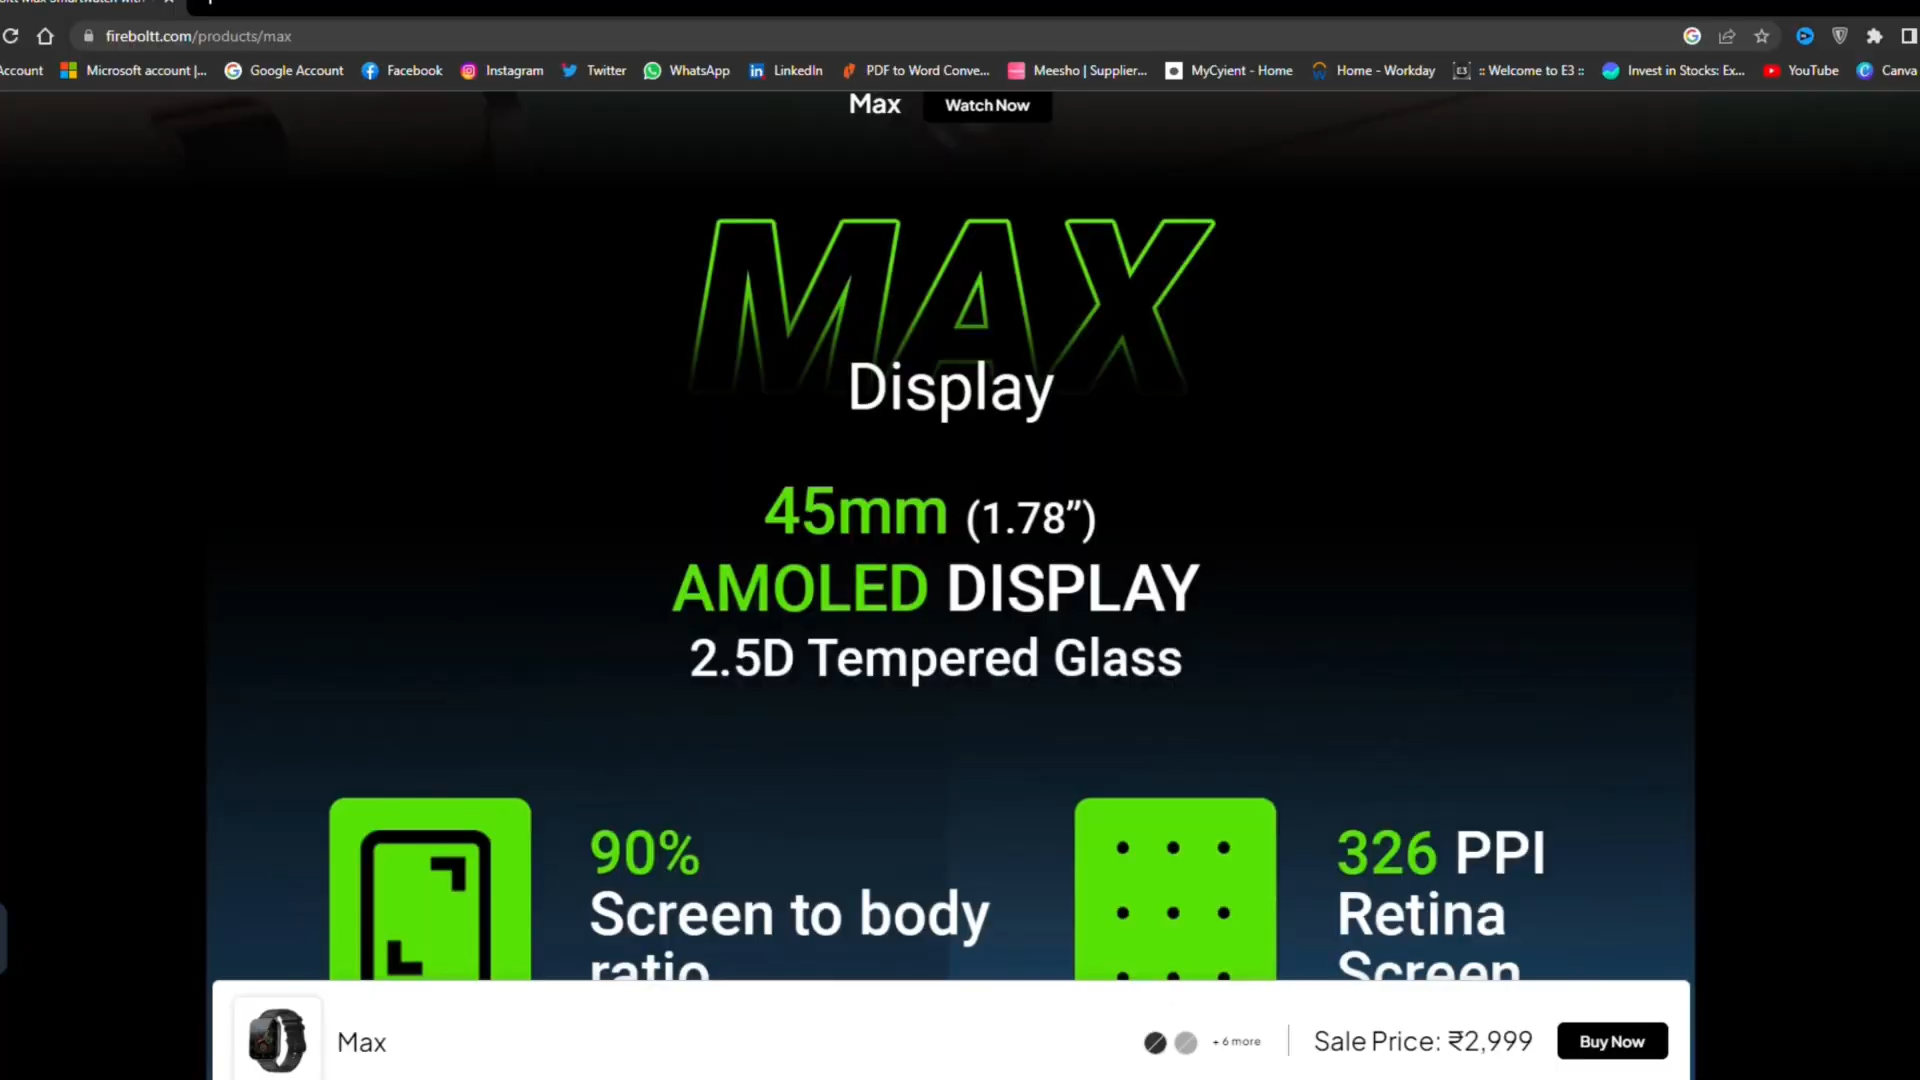 fireboltt.com/products/max
Account
Microsoft account |...
Google Account
Facebook
Instagram
Twitter
WhatsApp
LinkedIn
PDF to Word Conve...
Meesho | Supplier...
MyCyient - Home
Home - Workday
:: Welcome to E3 ::
Invest in Stocks: Ex...
YouTube
Canva
Max Watch Now
MAX
Display
45mm (1.78”)
AMOLED DISPLAY
2.5D Tempered Glass
90%
Screen to body
ratio
326 PPI
Retina
Screen
Max
+ 6 more
Sale Price: ₹2,999
Buy Now